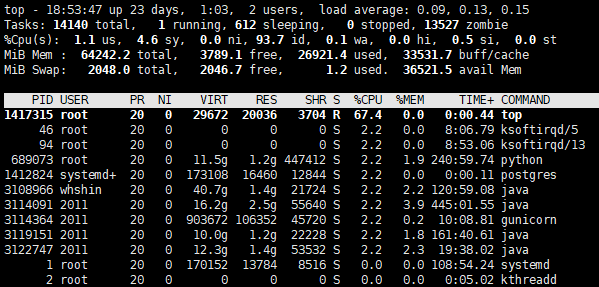 top - 18:53:47 up 23 days,  1:03,  2 users,  load average: 0.09, 0.13, 0.15
Tasks: 14140 total,   1 running, 612 sleeping,   0 stopped, 13527 zombie
%Cpu(s):  1.1 us,  4.6 sy,  0.0 ni, 93.7 id,  0.1 wa,  0.0 hi,  0.5 si,  0.0 st
MiB Mem :  64242.2 total,   3789.1 free,  26921.4 used,  33531.7 buff/cache
MiB Swap:   2048.0 total,   2046.7 free,      1.2 used.  36521.5 avail Mem
PID USER      PR  NI    VIRT    RES    SHR S  %CPU  %MEM     TIME+ COMMAND
1417315 root      20   0   29672  20036   3704 R  67.4   0.0   0:00.44 top
46 root      20   0       0      0      0 S   2.2   0.0   8:06.79 ksoftirqd/5
94 root      20   0       0      0      0 S   2.2   0.0   8:53.06 ksoftirqd/13
689073 root      20   0   11.5g   1.2g 447412 S   2.2   1.9 240:59.74 python
1412824 systemd+  20   0  173108  16460  12844 S   2.2   0.0   0:00.11 postgres
3108966 whshin    20   0   40.7g   1.4g  21724 S   2.2   2.2 120:59.08 java
3114091 2011      20   0   16.2g   2.5g  55640 S   2.2   3.9 445:01.55 java
3114364 2011      20   0  903672 106352  45720 S   2.2   0.2  10:08.81 gunicorn
3119151 2011      20   0   10.0g   1.2g  22228 S   2.2   1.8 161:40.61 java
3122747 2011      20   0   12.3g   1.4g  53532 S   2.2   2.3  19:38.02 java
1 root      20   0  170152  13784   8516 S   0.0   0.0 108:54.24 systemd
2 root      20   0       0      0      0 S   0.0   0.0   0:05.02 kthreadd